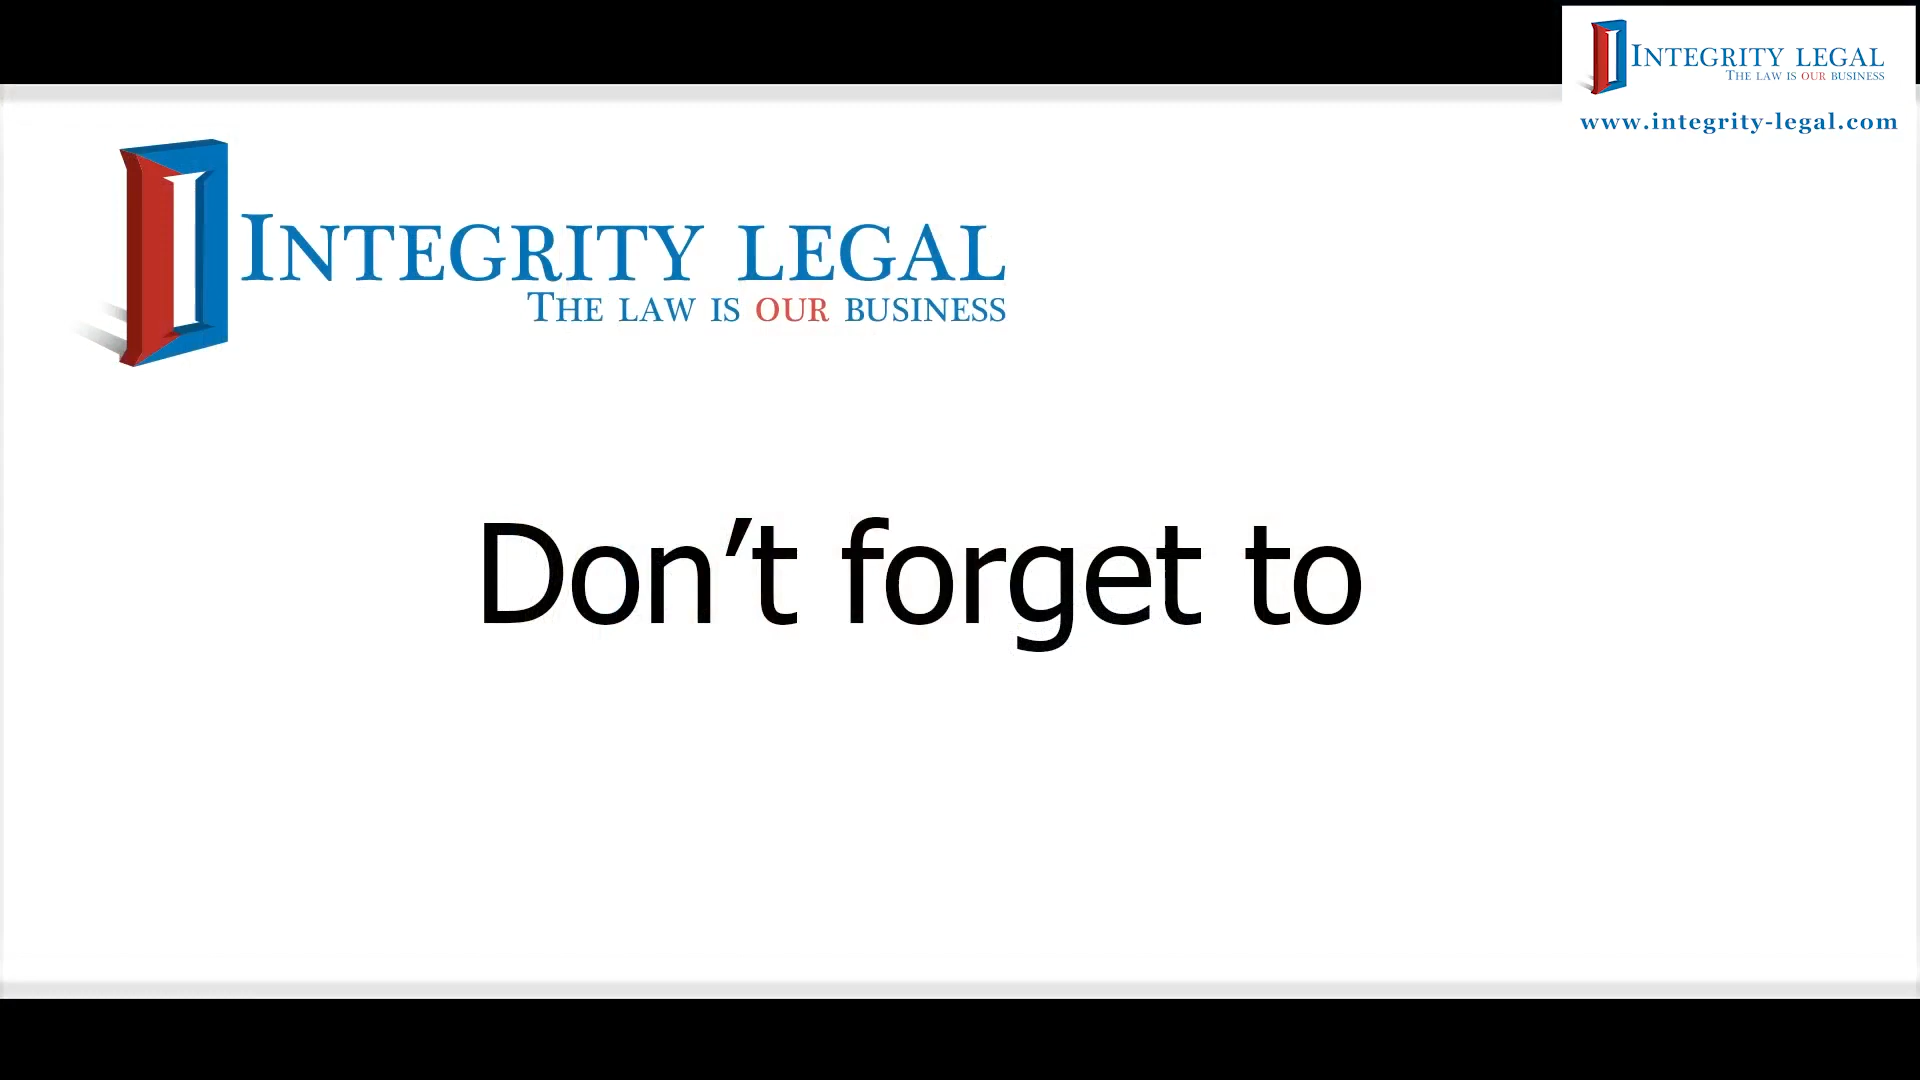 INTEGRITY LEGAL
THE LAW IS OUR BUSINESS
www.integrity-legal.com
INTEGRITY LEGAL
THE LAW IS OUR BUSINESS
Don’t forget to